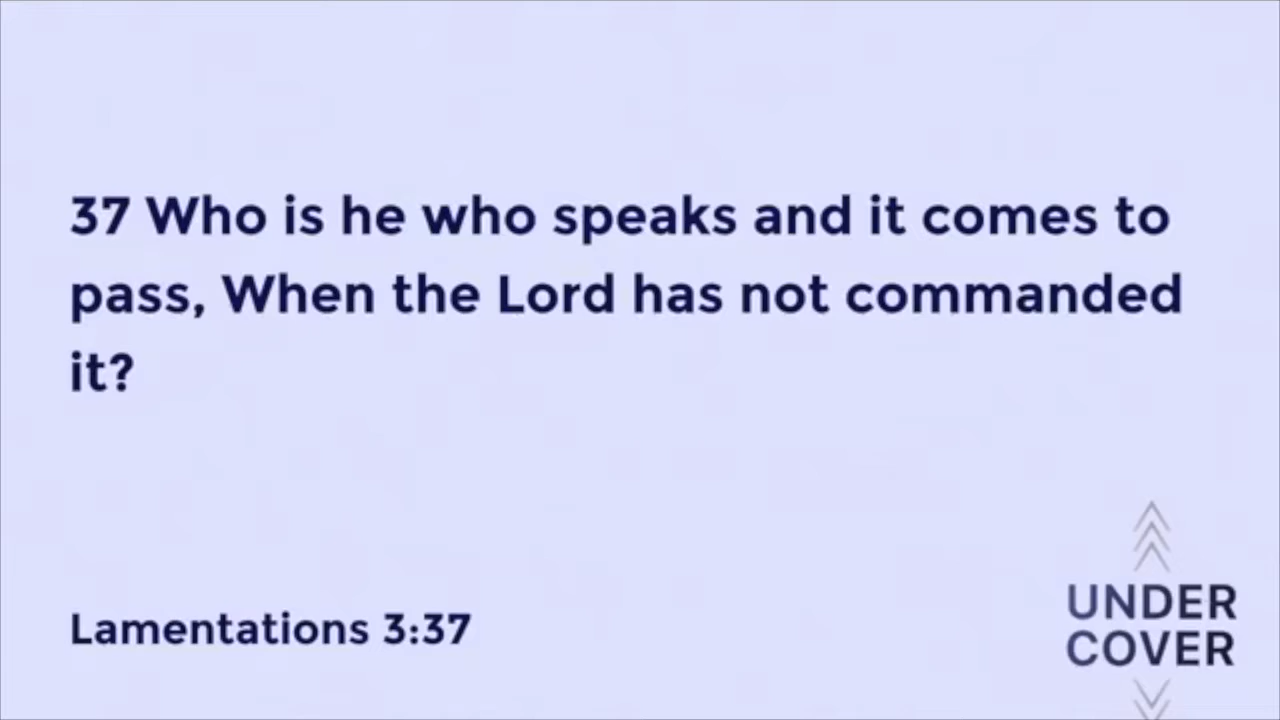 37 Who is he who speaks and it comes to
pass, When the Lord has not commanded
it?
Lamentations 3:37
UNDER
COVER